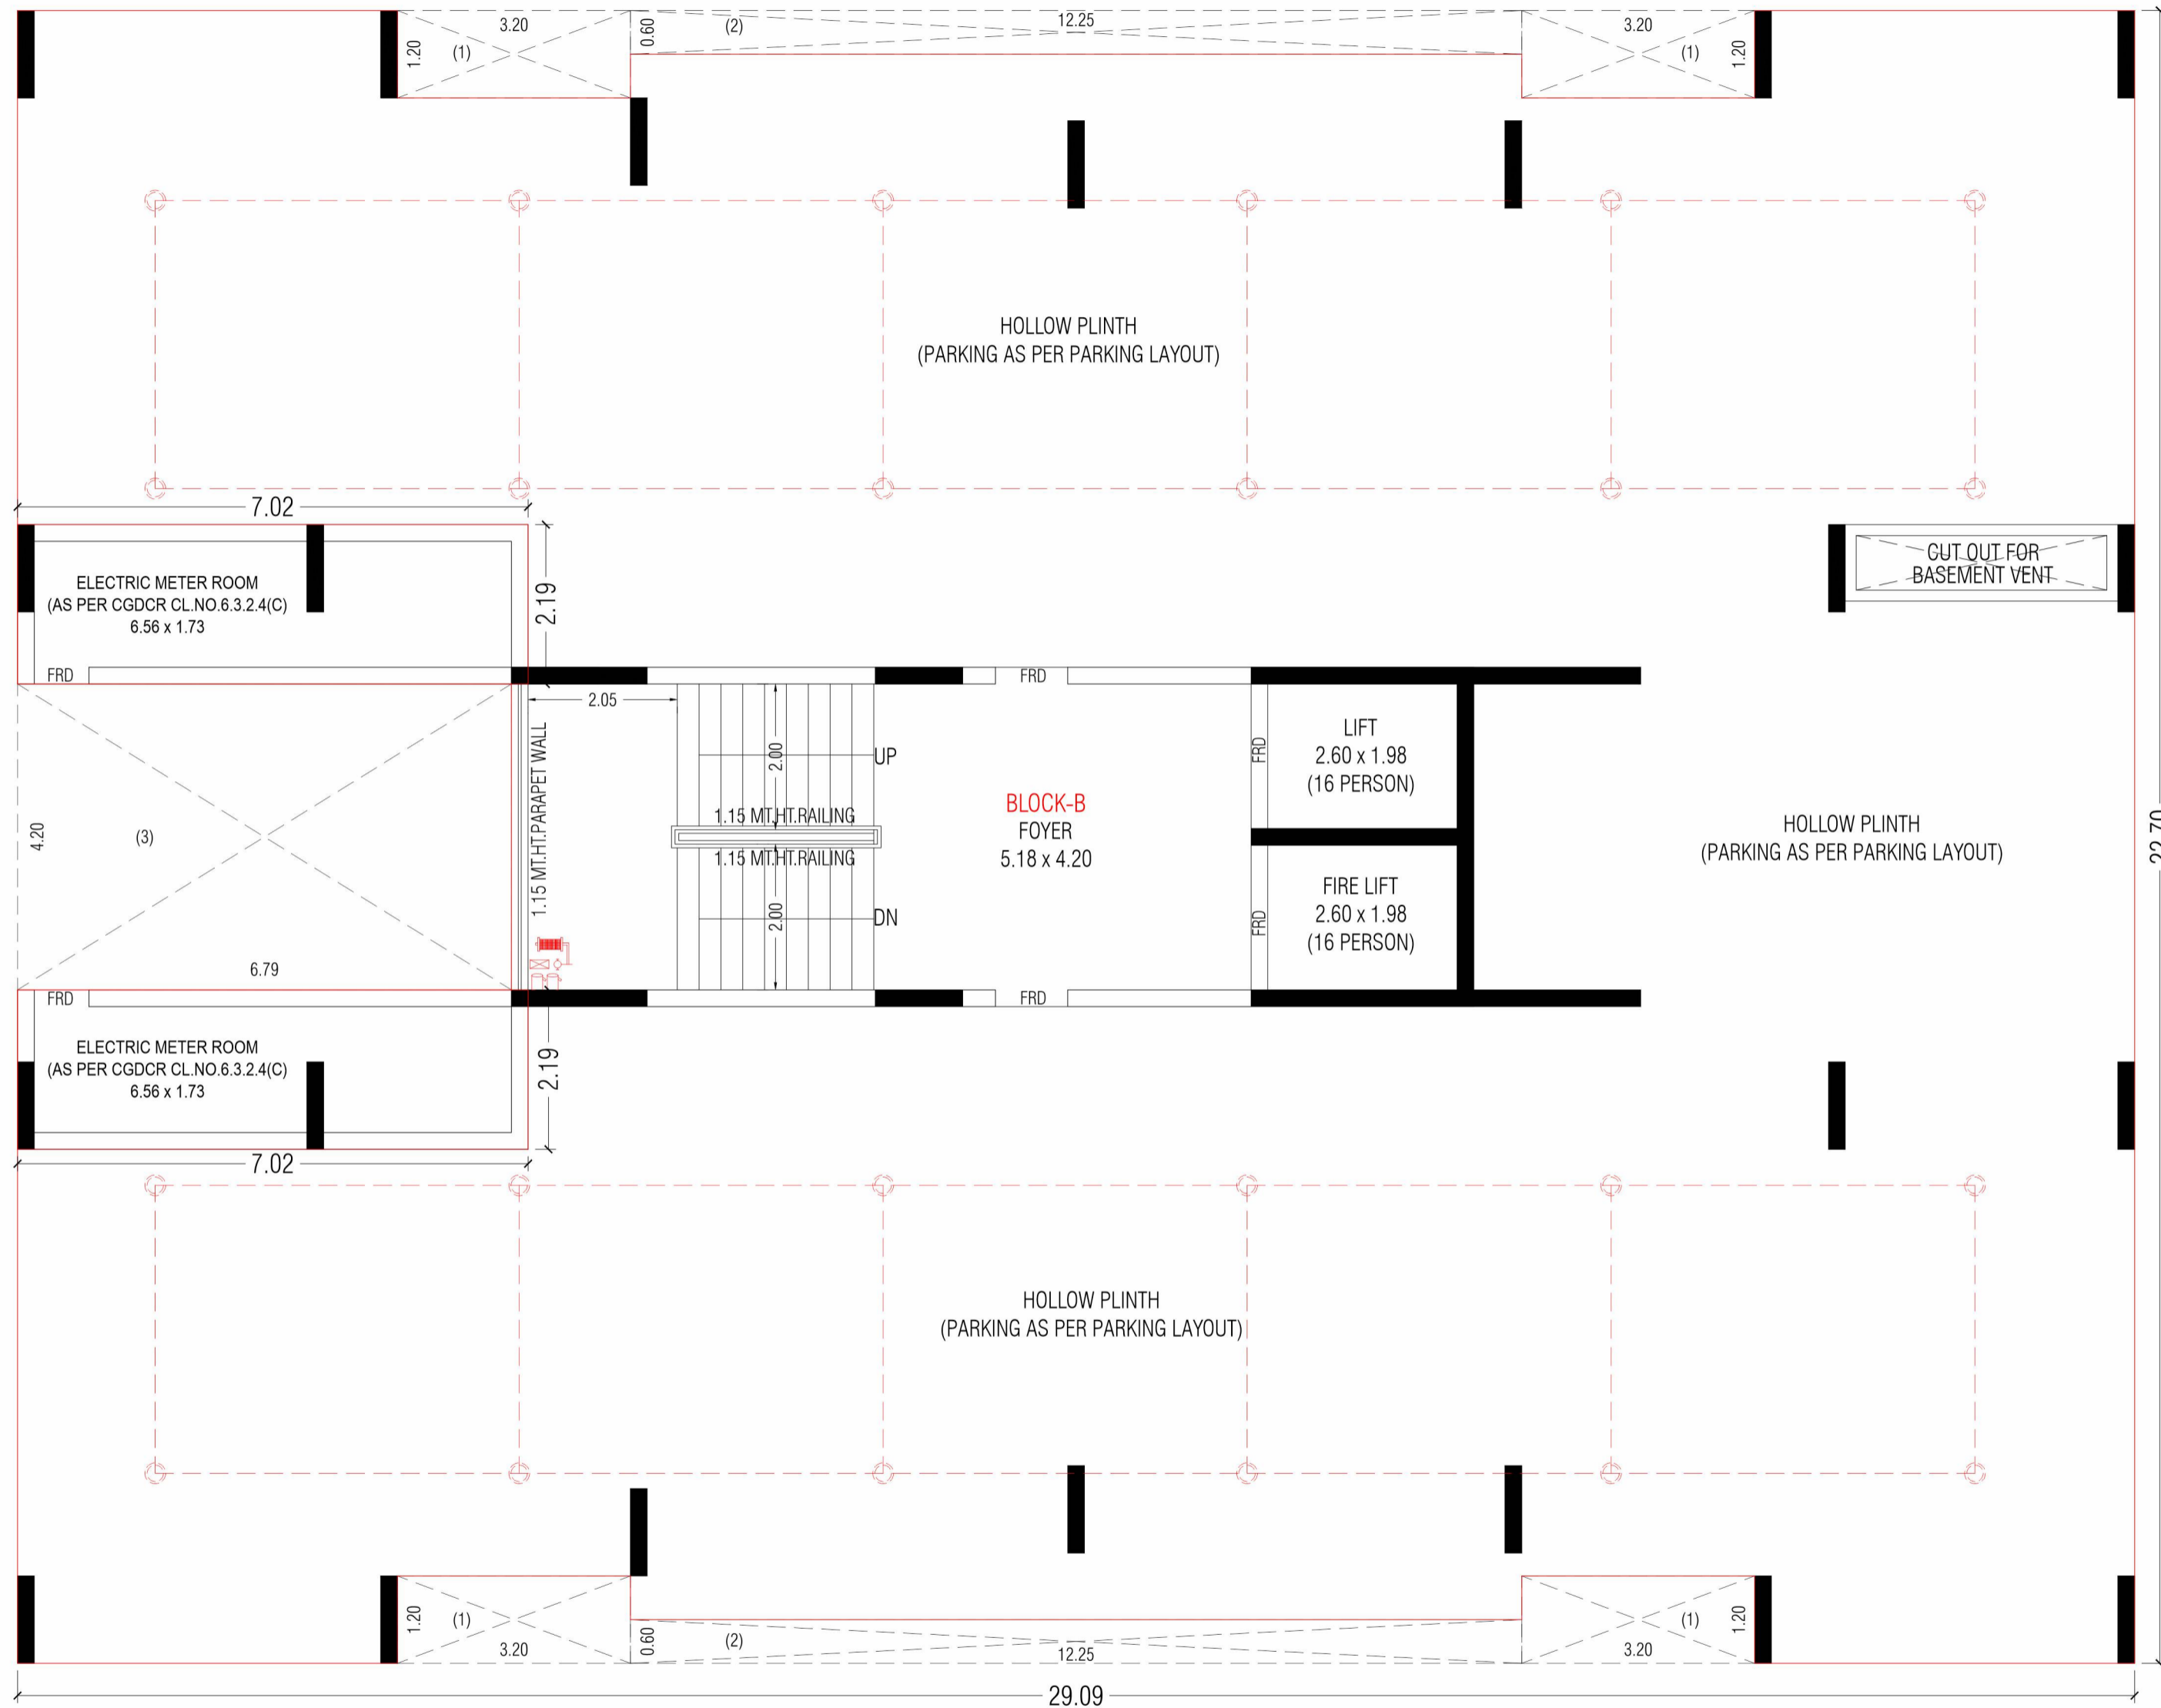 3.20
12.25
3.20
1.20
(1)
0.60
(2)
(1)
1.20
HOLLOW PLINTH
(PARKING AS PER PARKING LAYOUT)
7.02
ELECTRIC METER ROOM
(AS PER CGDCR CL.NO.6.3.2.4(C)
6.56 x 1.73
2.19
CUT OUT FOR
BASEMENT VENT
FRD
FRD
2.05
1.15 MT.HT.PARAPET WALL
2.00
UP
1.15 MT.HT.RAILING
1.15 MT.HT.RAILING
2.00
DN
BLOCK-B
FOYER
5.18 x 4.20
FRD
LIFT
2.60 x 1.98
(16 PERSON)
FRD
FIRE LIFT
2.60 x 1.98
(16 PERSON)
HOLLOW PLINTH
(PARKING AS PER PARKING LAYOUT)
22.70
4.20
(3)
6.79
FRD
FRD
ELECTRIC METER ROOM
(AS PER CGDCR CL.NO.6.3.2.4(C)
6.56 x 1.73
2.19
7.02
HOLLOW PLINTH
(PARKING AS PER PARKING LAYOUT)
1.20
(1)
3.20
0.60
(2)
12.25
(1)
1.20
3.20
29.09